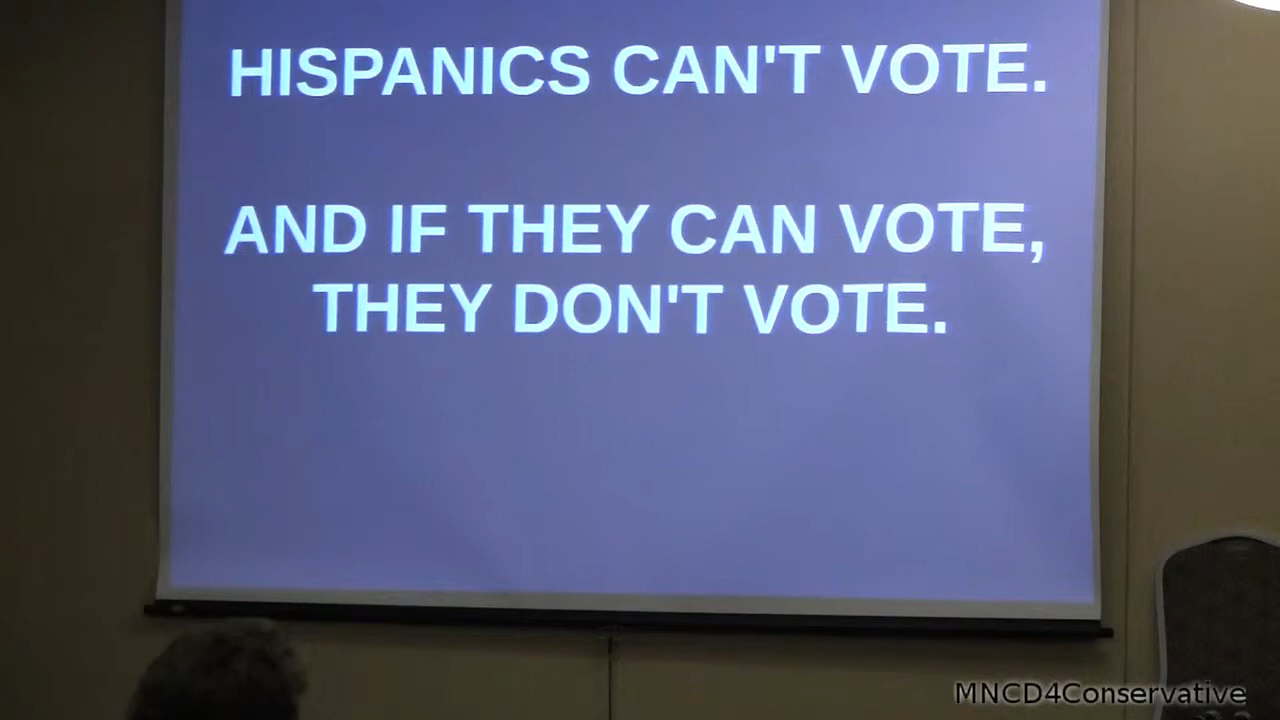 HISPANICS CAN'T VOTE.
AND IF THEY CAN VOTE,
THEY DON'T VOTE.
MNCD4Conservative